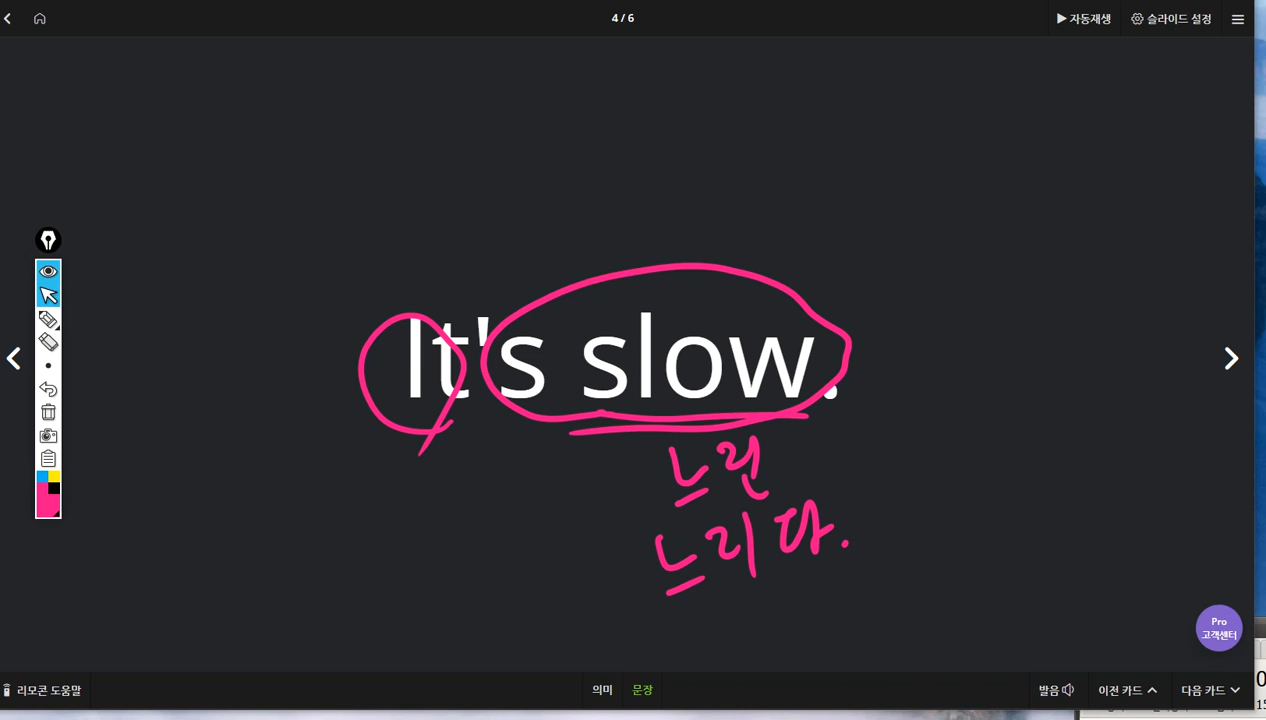 4 / 6
자동재생
슬라이드 설정
It's slow.
느린
느리다.
Pro
고객센터
리모콘 도움말
의미
문장
발음
이전 카드
다음 카드